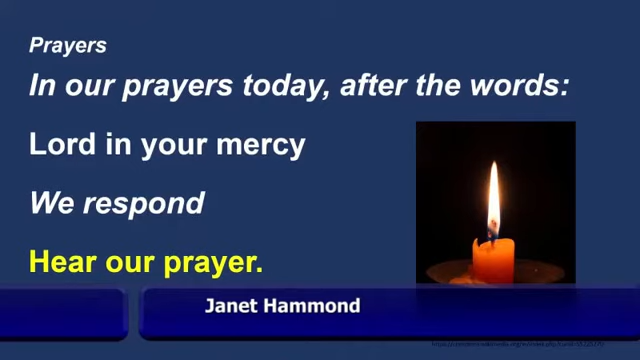 Prayers
In our prayers today, after the words:
Lord in your mercy
We respond
Hear our prayer.
Janet Hammond